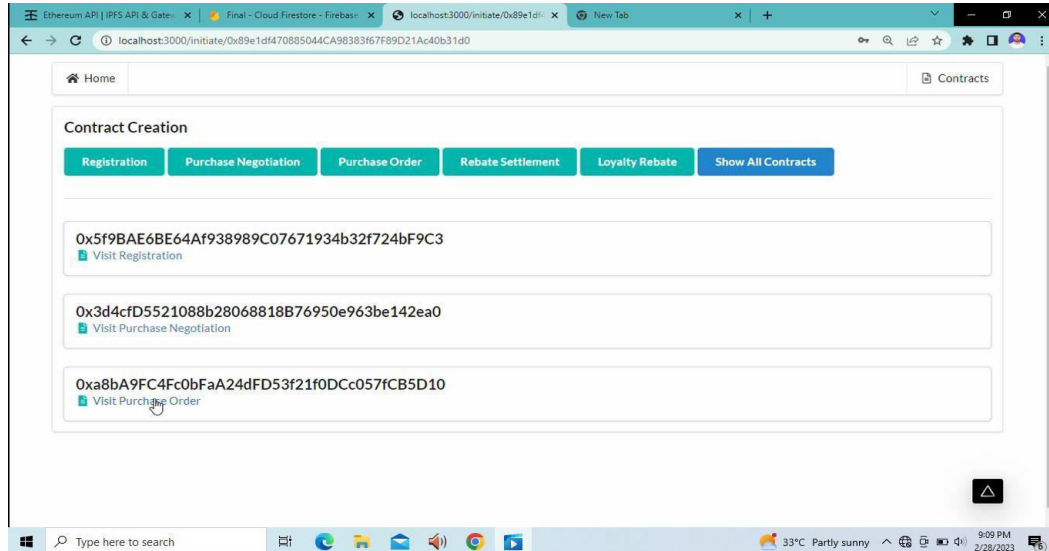 Ethereum API | IPFS API & Gatew
Final - Cloud Firestore - Firebase
localhost:3000/initiate/0x89e1df4
New Tab
localhost:3000/initiate/0x89e1df470885044CA98383f67F89D21Ac40b31d0
Home
Contracts
Contract Creation
Registration
Purchase Negotiation
Purchase Order
Rebate Settlement
Loyalty Rebate
Show All Contracts
0x5f9BAE6BE64Af938989C07671934b32f724bF9C3
Visit Registration
0x3d4cfD5521088b28068818B76950e963be142ea0
Visit Purchase Negotiation
0xa8bA9FC4Fc0bFaA24dFD53f21f0DCc057fCB5D10
Visit Purchase Order
Type here to search
33°C Partly sunny
9:09 PM
2/28/2023
6